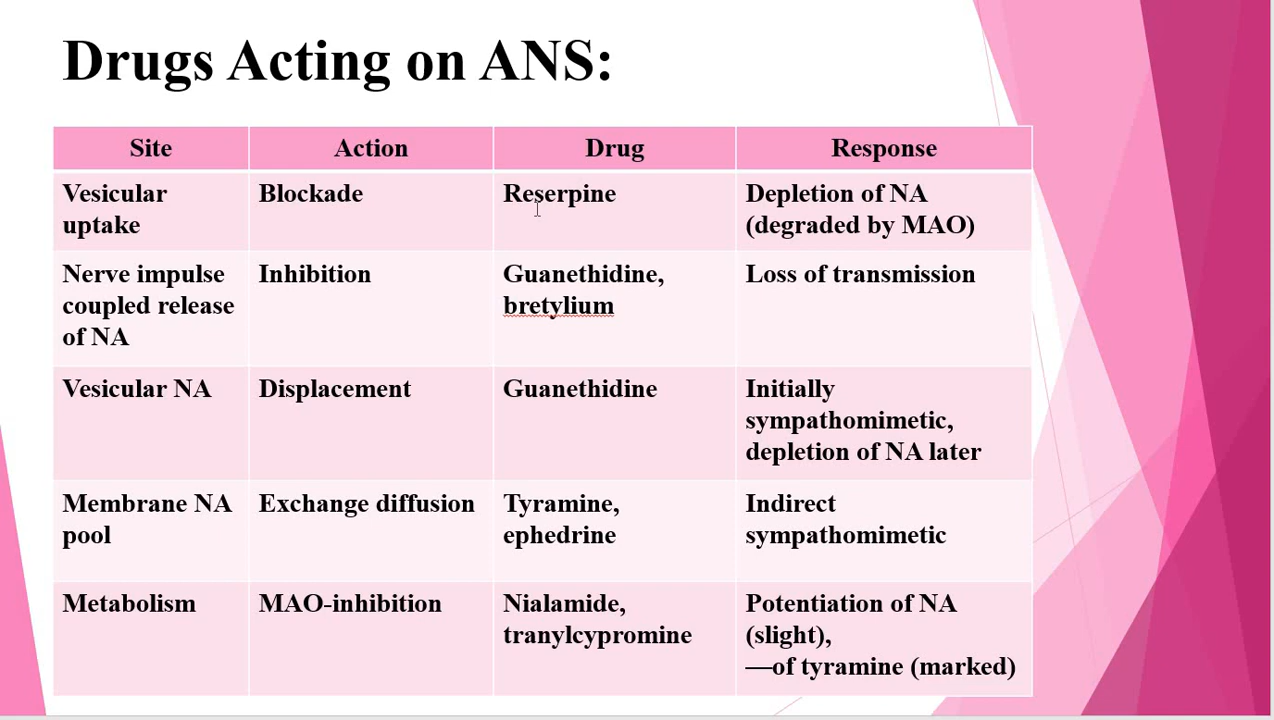 Drugs Acting on ANS:
Site Action Drug Response
Vesicular uptake Blockade Reserpine Depletion of NA (degraded by MAO)
Nerve impulse coupled release of NA Inhibition Guanethidine, bretylium Loss of transmission
Vesicular NA Displacement Guanethidine Initially sympathomimetic, depletion of NA later
Membrane NA pool Exchange diffusion Tyramine, ephedrine Indirect sympathomimetic
Metabolism MAO-inhibition Nialamide, tranylcypromine Potentiation of NA (slight), —of tyramine (marked)